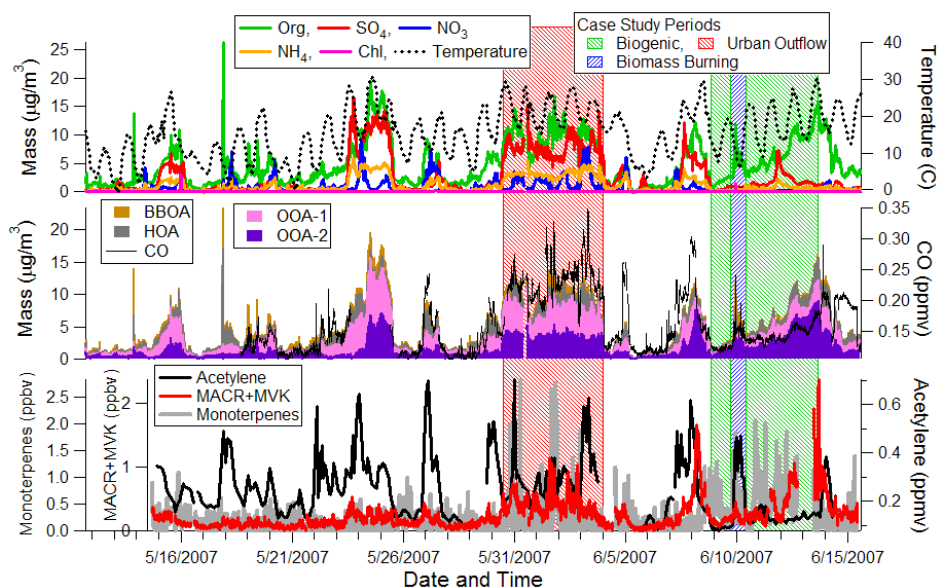 Org, SO4, NO3
NH4, Chl, Temperature
Case Study Periods
Biogenic, Urban Outflow
Biomass Burning
Mass (µg/m3)
25
20
15
10
5
0
Temperature (C)
40
30
20
10
0
BBOA
HOA
CO
OOA-1
OOA-2
Mass (µg/m3)
20
15
10
5
0
CO (ppmv)
0.35
0.30
0.25
0.20
0.15
Acetylene
MACR+MVK
Monoterpenes
Monoterpenes (ppbv)
2.5
2.0
1.5
1.0
0.5
0.0
MACR+MVK (ppbv)
2
1
0
Acetylene (ppmv)
0.6
0.4
0.2
5/16/2007 5/21/2007 5/26/2007 5/31/2007 6/5/2007 6/10/2007 6/15/2007
Date and Time